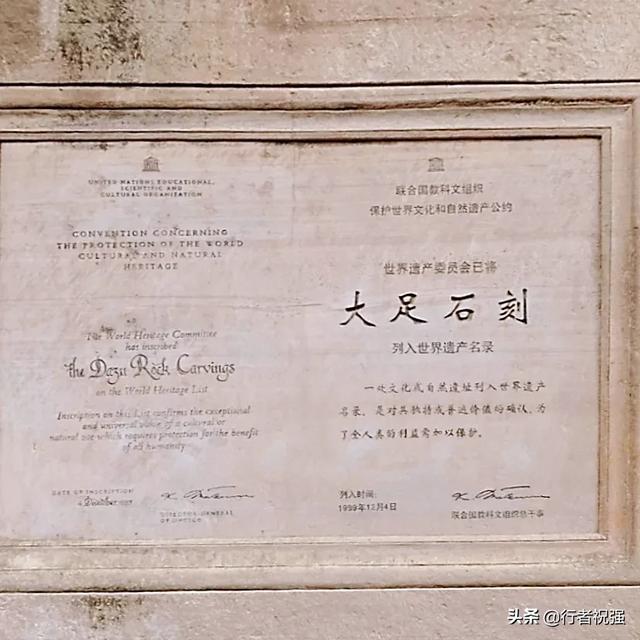 UNITED NATIONS EDUCATIONAL,
SCIENTIFIC AND
CULTURAL ORGANIZATION
CONVENTION CONCERNING
THE PROTECTION OF THE WORLD
CULTURAL AND NATURAL
HERITAGE
The World Heritage Committee
has inscribed
the Dazu Rock Carvings
on the World Heritage List
Inscription on this List confirms the exceptional
and universal value of a cultural or
natural site which requires protection for the benefit
of all humanity
DATE OF INSCRIPTION
4 December 1999
DIRECTOR-GENERAL
OF UNESCO
联合国教科文组织
保护世界文化和自然遗产公约
世界遗产委员会已将
大足石刻
列入世界遗产名录
一处文化或自然遗址列入世界遗产
名录，是对其独特或普遍价值的确认，为
了全人类的利益需加以保护。
列入时间：
1999年12月4日
联合国教科文组织总干事
头条 @行者祝强